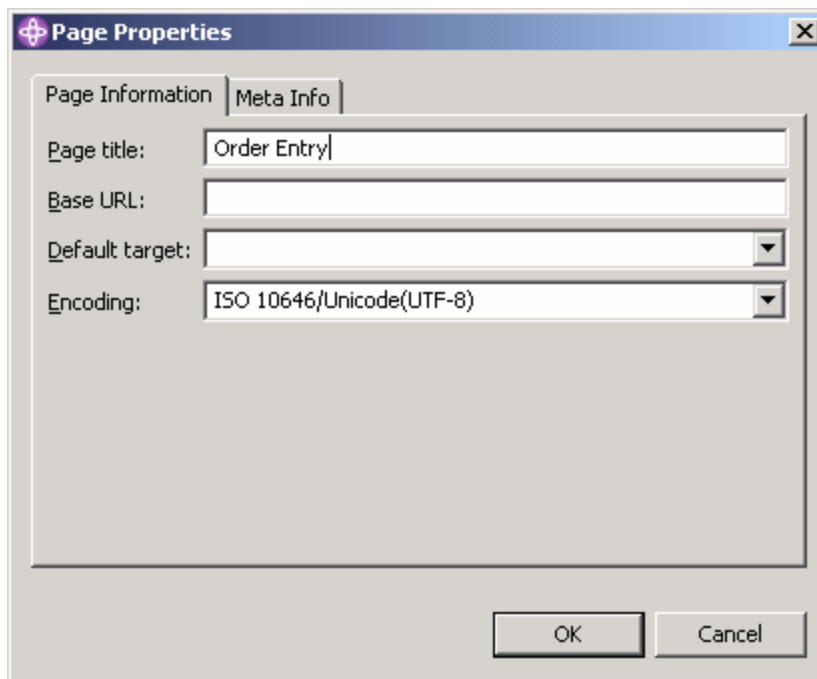 Page Properties
Page Information Meta Info
Page title: Order Entry
Base URL:
Default target:
Encoding: ISO 10646/Unicode(UTF-8)
OK Cancel